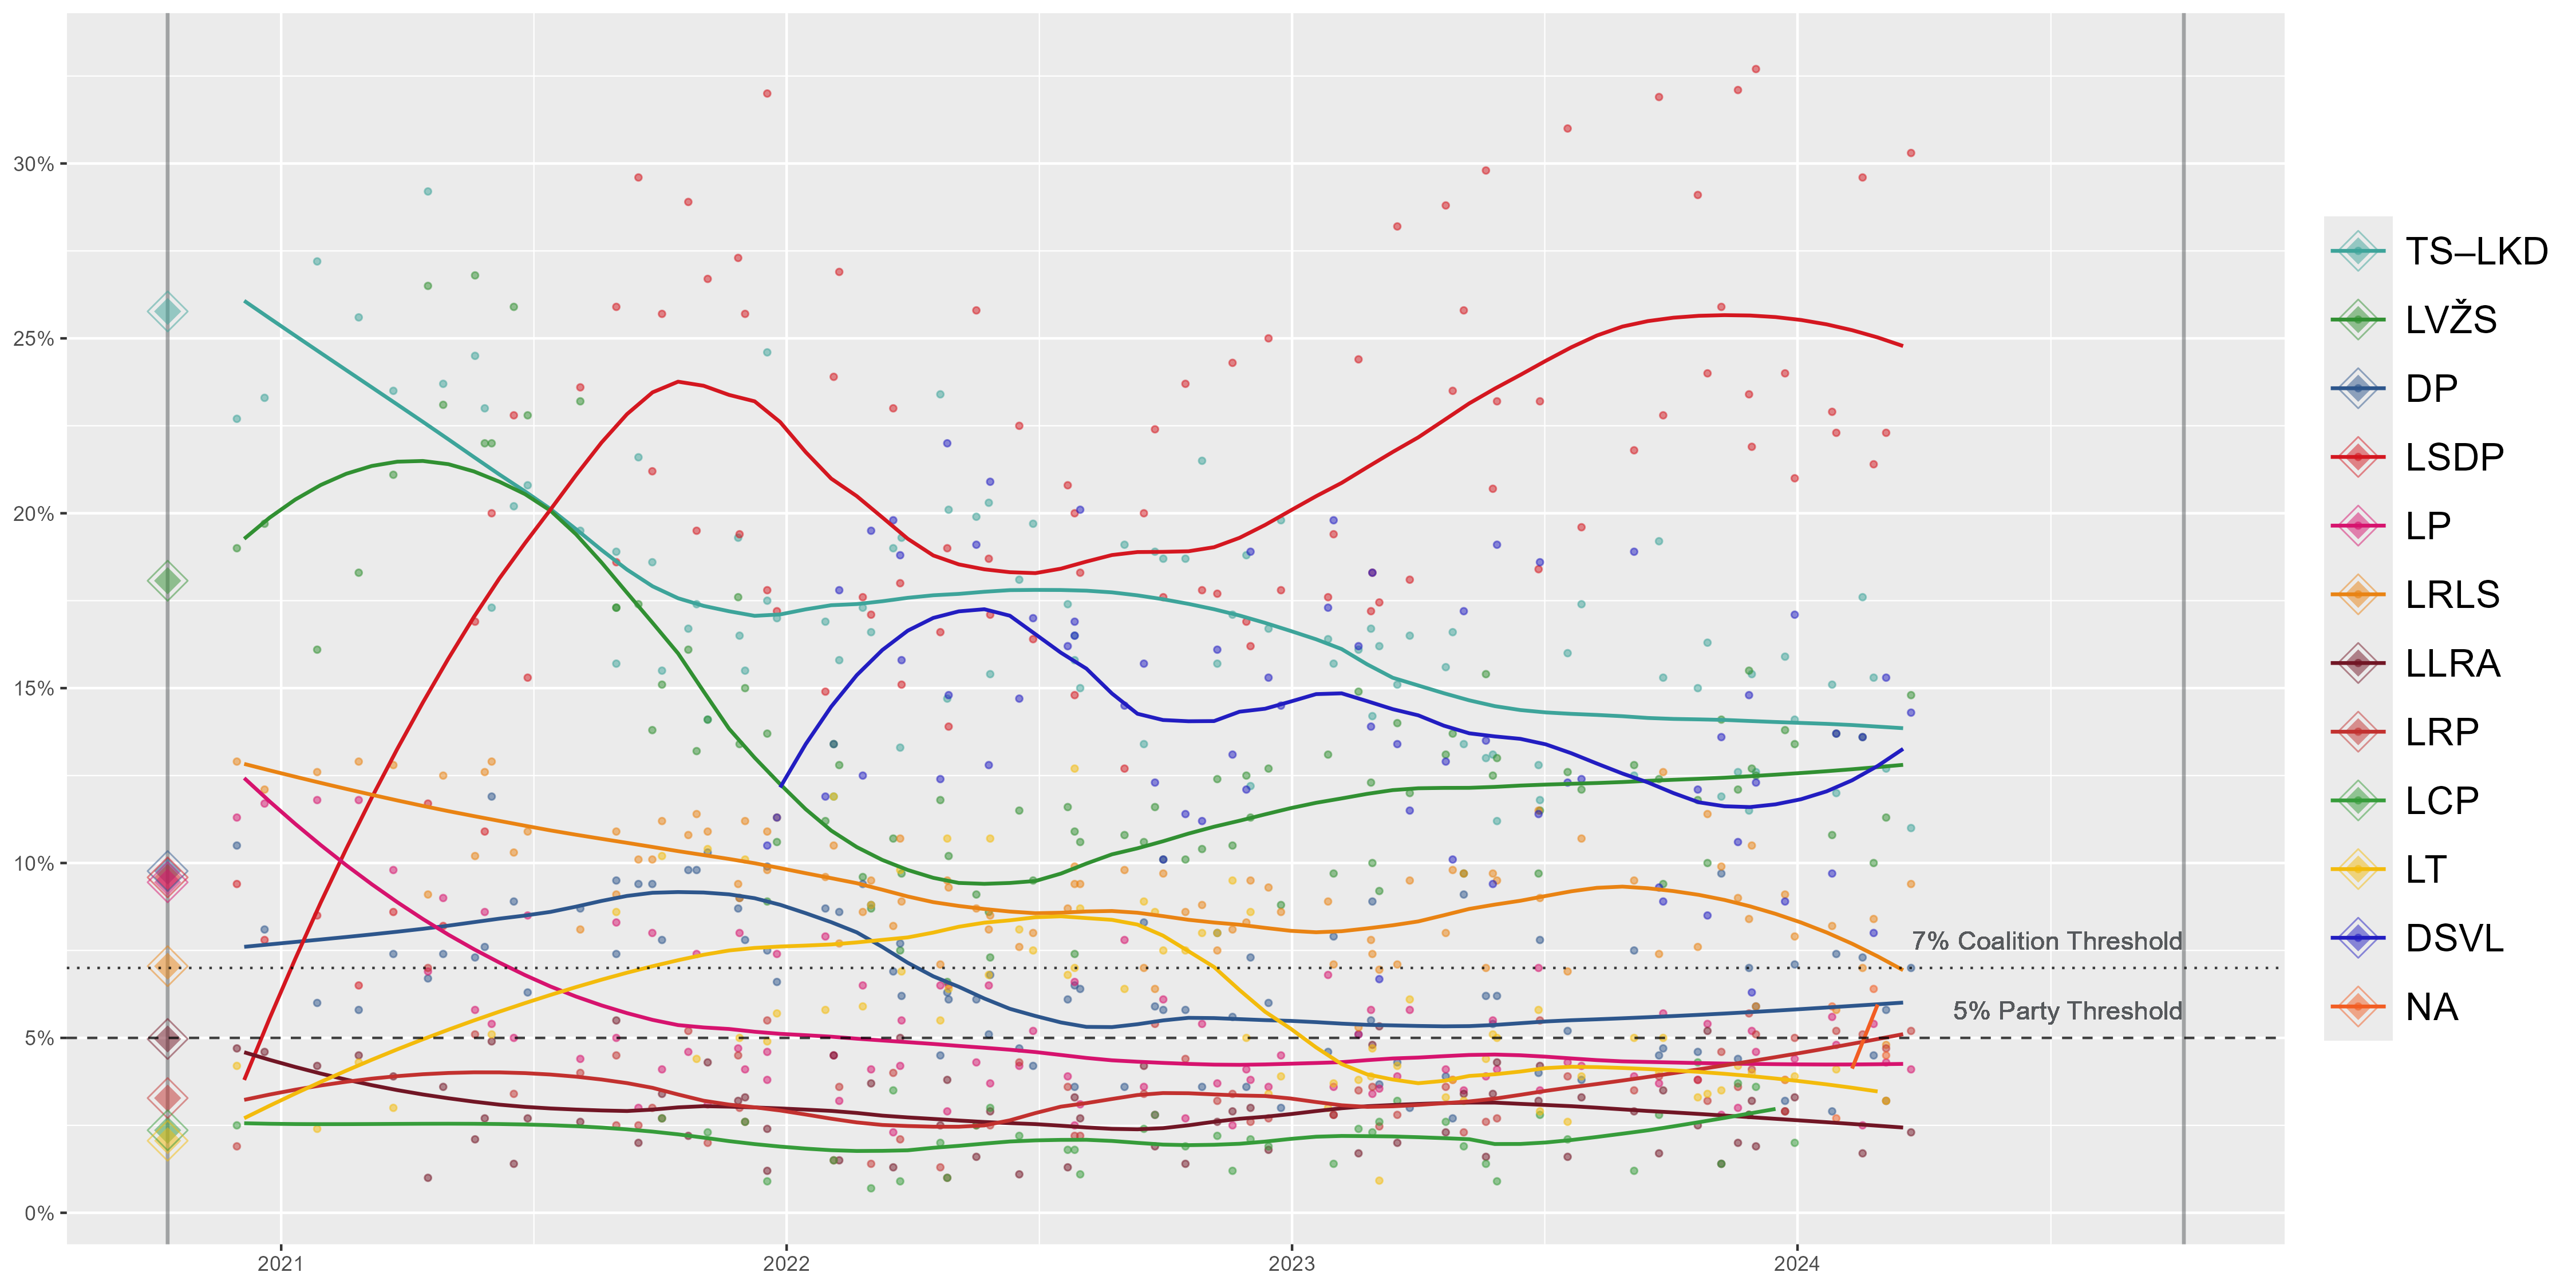 30%
25%
20%
15%
10%
5%
0%
2021
2022
2023
2024
7% Coalition Threshold
5% Party Threshold
TS–LKD
LVŽS
DP
LSDP
LP
LRLS
LLRA
LRP
LCP
LT
DSVL
NA